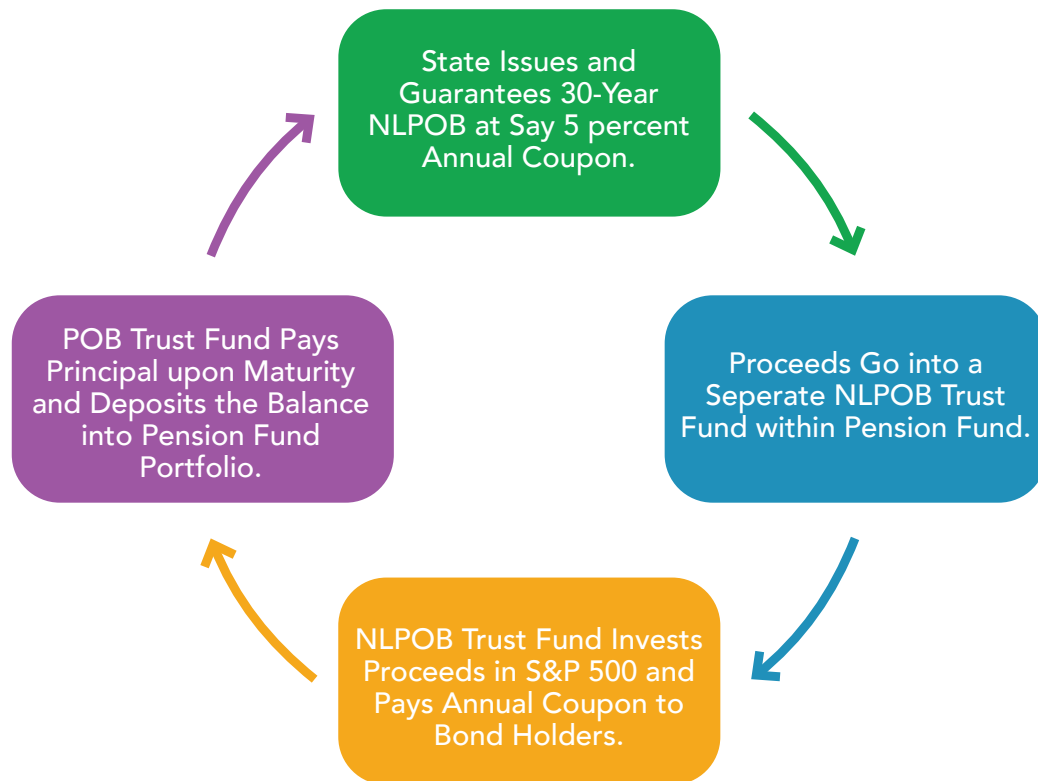 State Issues and
Guarantees 30-Year
NLPOB at Say 5 percent
Annual Coupon.
Proceeds Go into a
Seperate NLPOB Trust
Fund within Pension Fund.
NLPOB Trust Fund Invests
Proceeds in S&P 500 and
Pays Annual Coupon to
Bond Holders.
POB Trust Fund Pays
Principal upon Maturity
and Deposits the Balance
into Pension Fund
Portfolio.